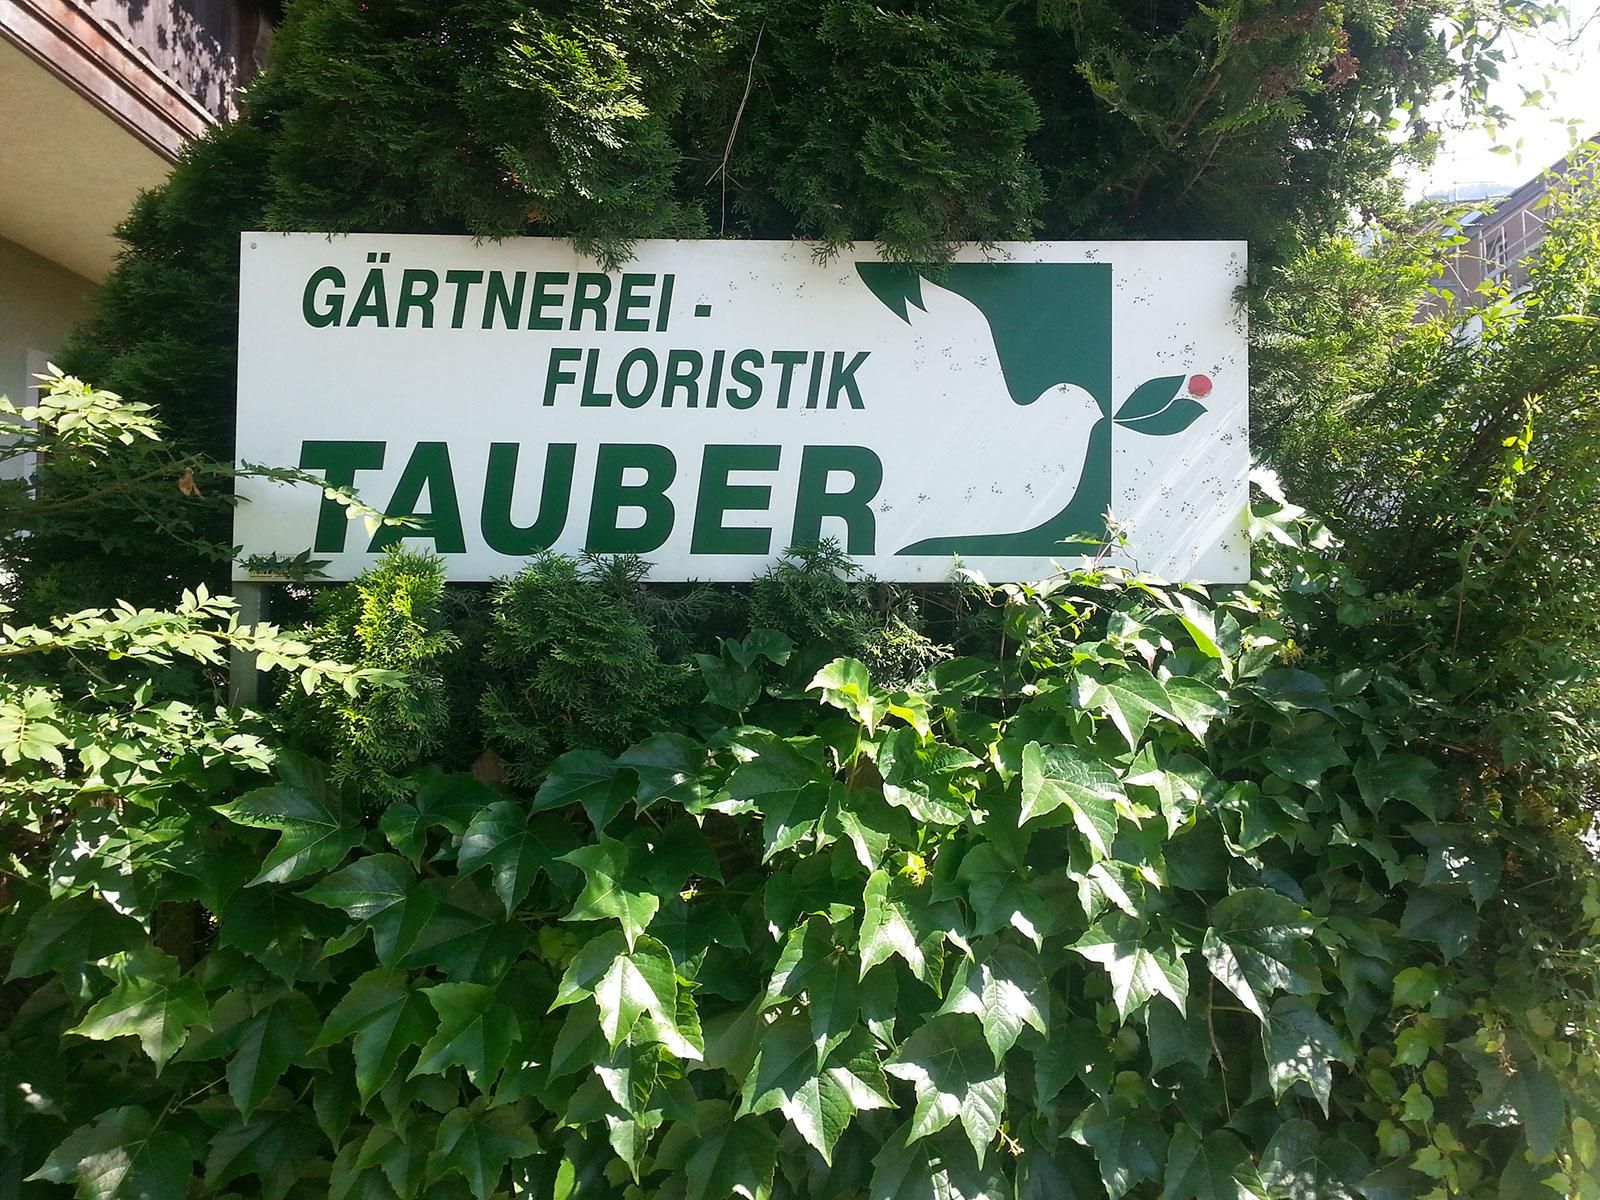 GÄRTNEREI -
FLORISTIK
TAUBER